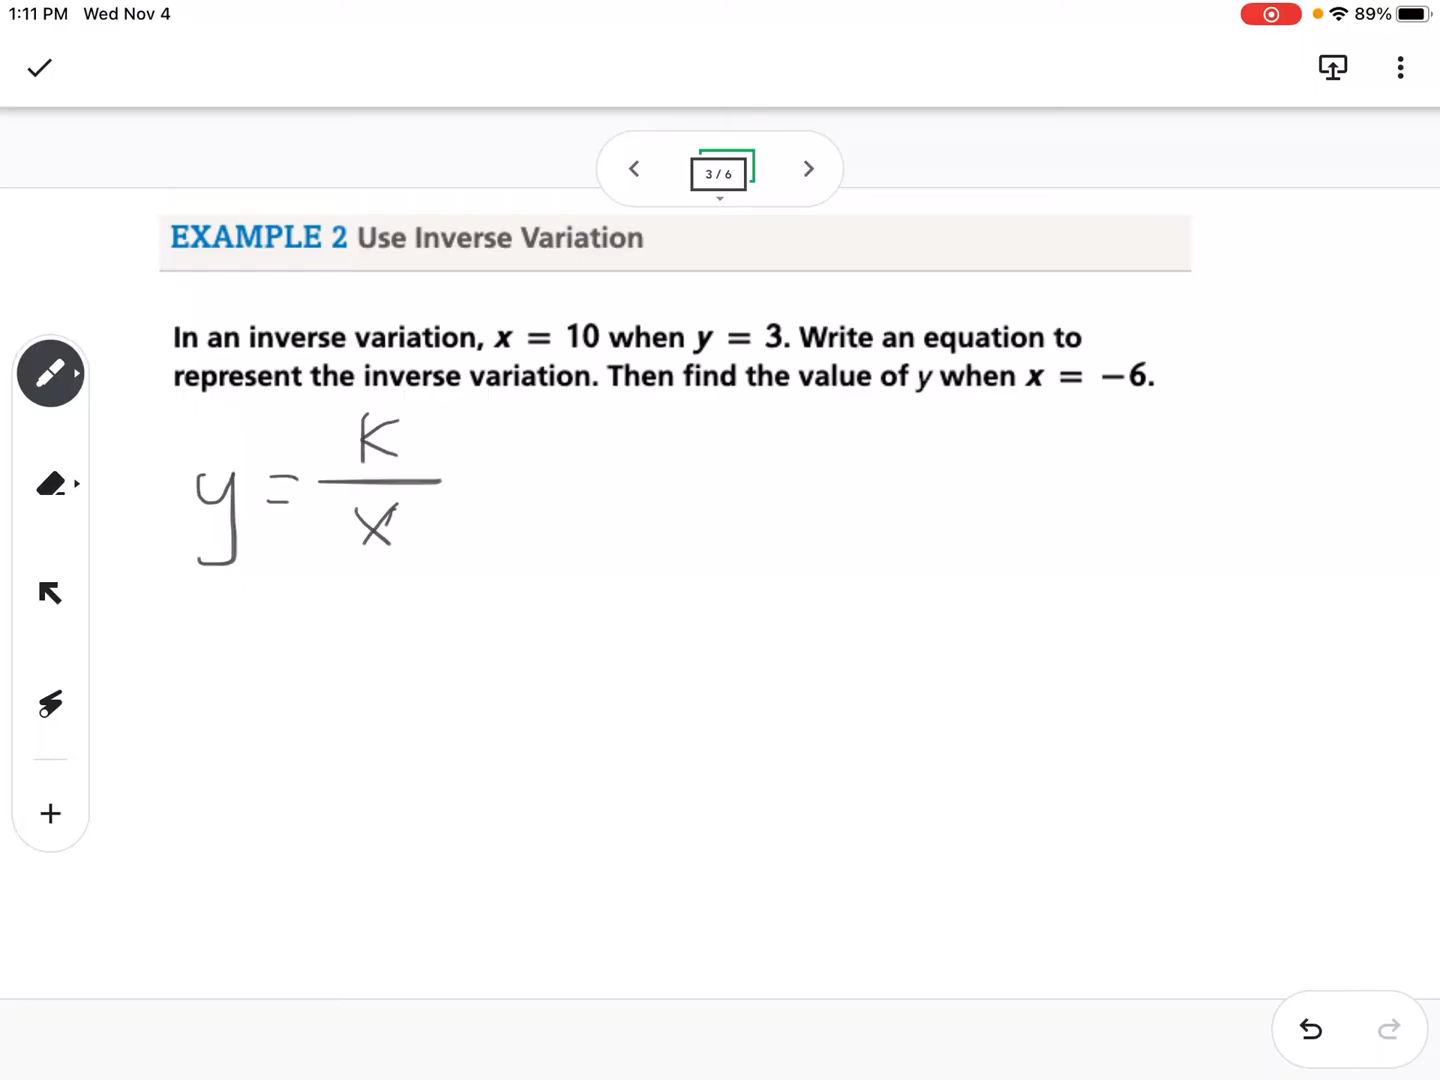 1:11 PM Wed Nov 4
89%
3 / 6
EXAMPLE 2 Use Inverse Variation
In an inverse variation, x = 10 when y = 3. Write an equation to
represent the inverse variation. Then find the value of y when x = −6.
y = K/x